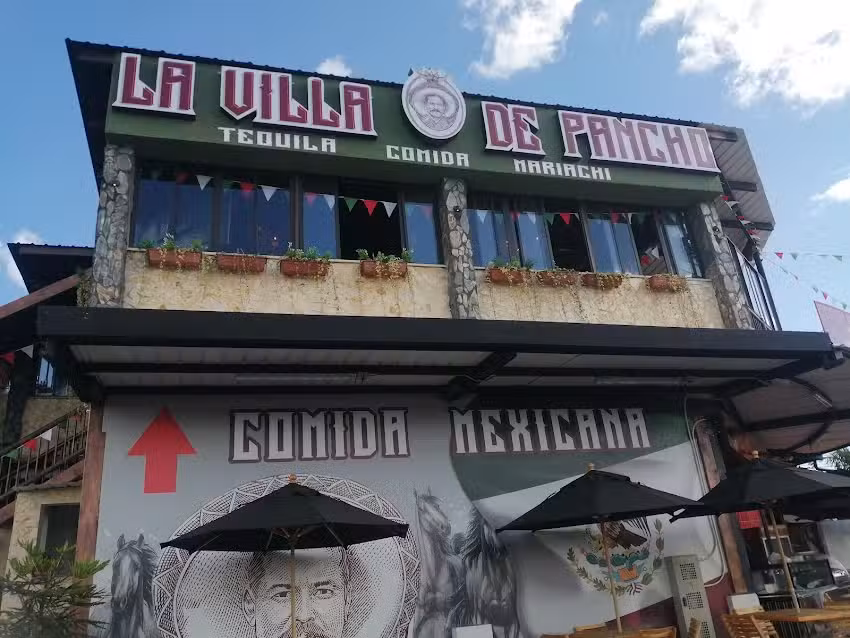 LA VILLA DE PANCHO
TEQUILA COMIDA MARIACHI
COMIDA MEXICANA